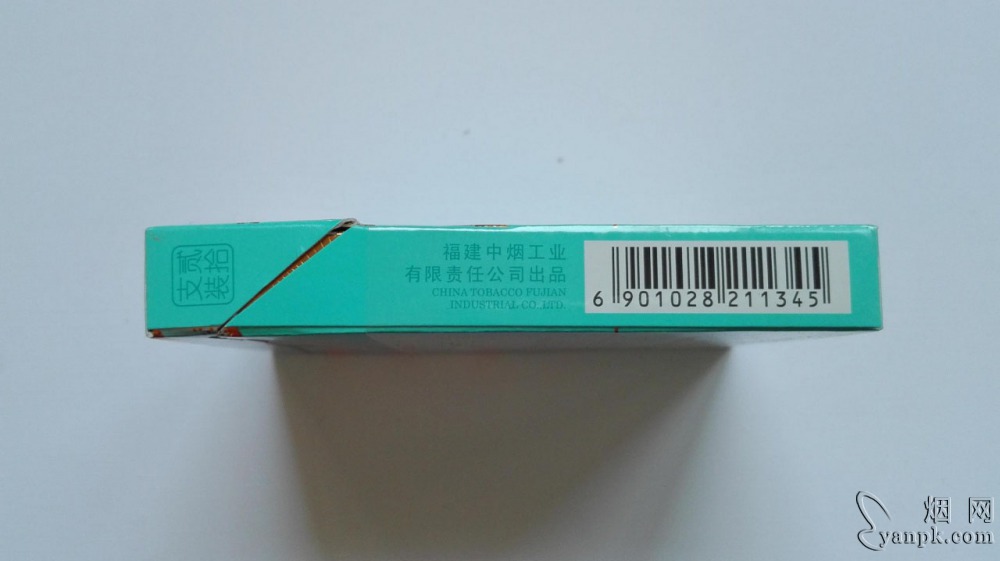 贰拾
支装
福建中烟工业
有限责任公司出品
CHINA TOBACCO FUJIAN
INDUSTRIAL CO.,LTD.
6 901028 211345
烟网
yanpk.com